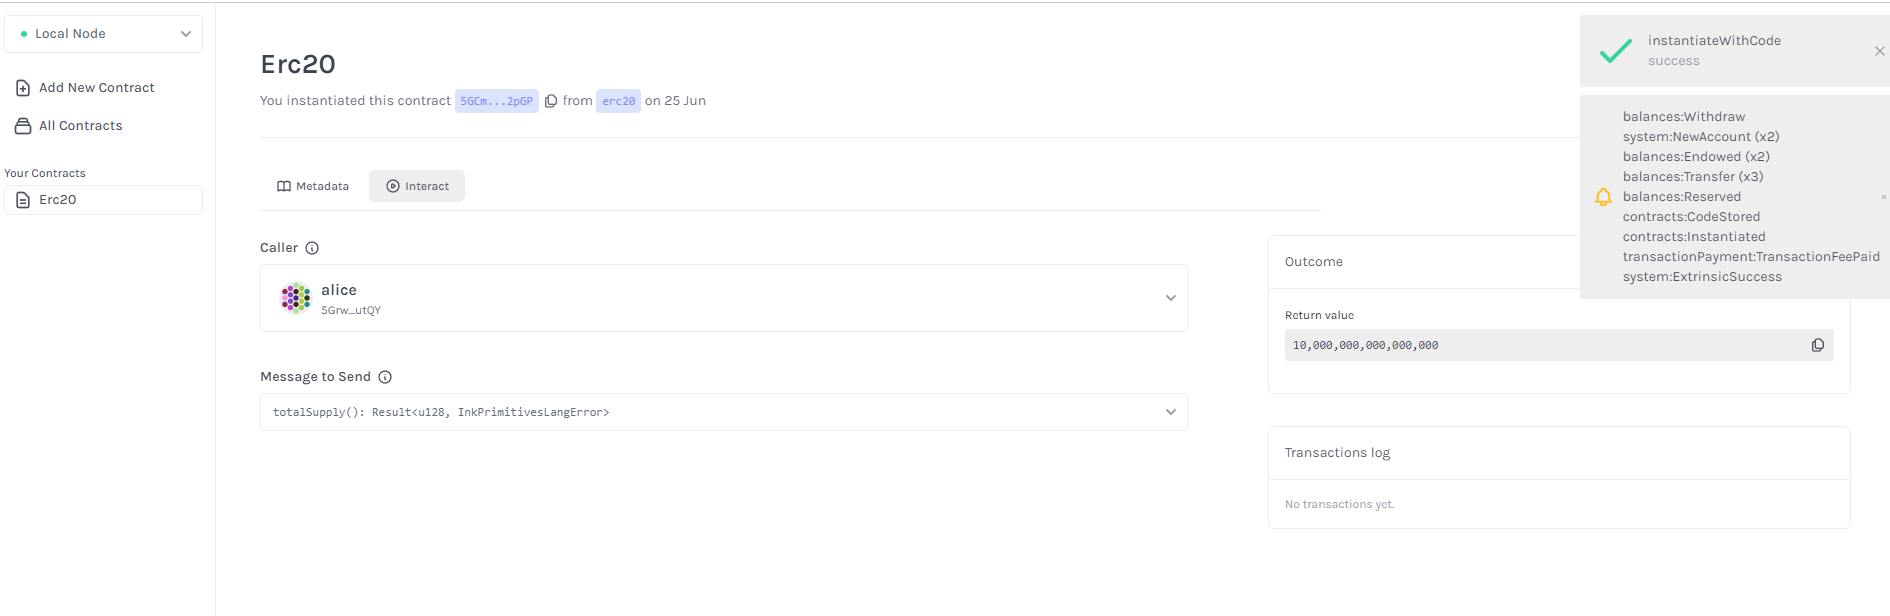 Local Node
Add New Contract
All Contracts
Your Contracts
Erc20
Erc20
You instantiated this contract 5GCm...2pGP from erc20 on 25 Jun
Metadata
Interact
Caller
alice
5Grw...utQY
Message to Send
totalSupply(): Result<u128, InkPrimitivesLangError>
Outcome
Return value
10,000,000,000,000,000
Transactions log
No transactions yet.
instantiateWithCode
success
balances:Withdraw
system:NewAccount (x2)
balances:Endowed (x2)
balances:Transfer (x3)
balances:Reserved
contracts:CodeStored
contracts:Instantiated
transactionPayment:TransactionFeePaid
system:ExtrinsicSuccess